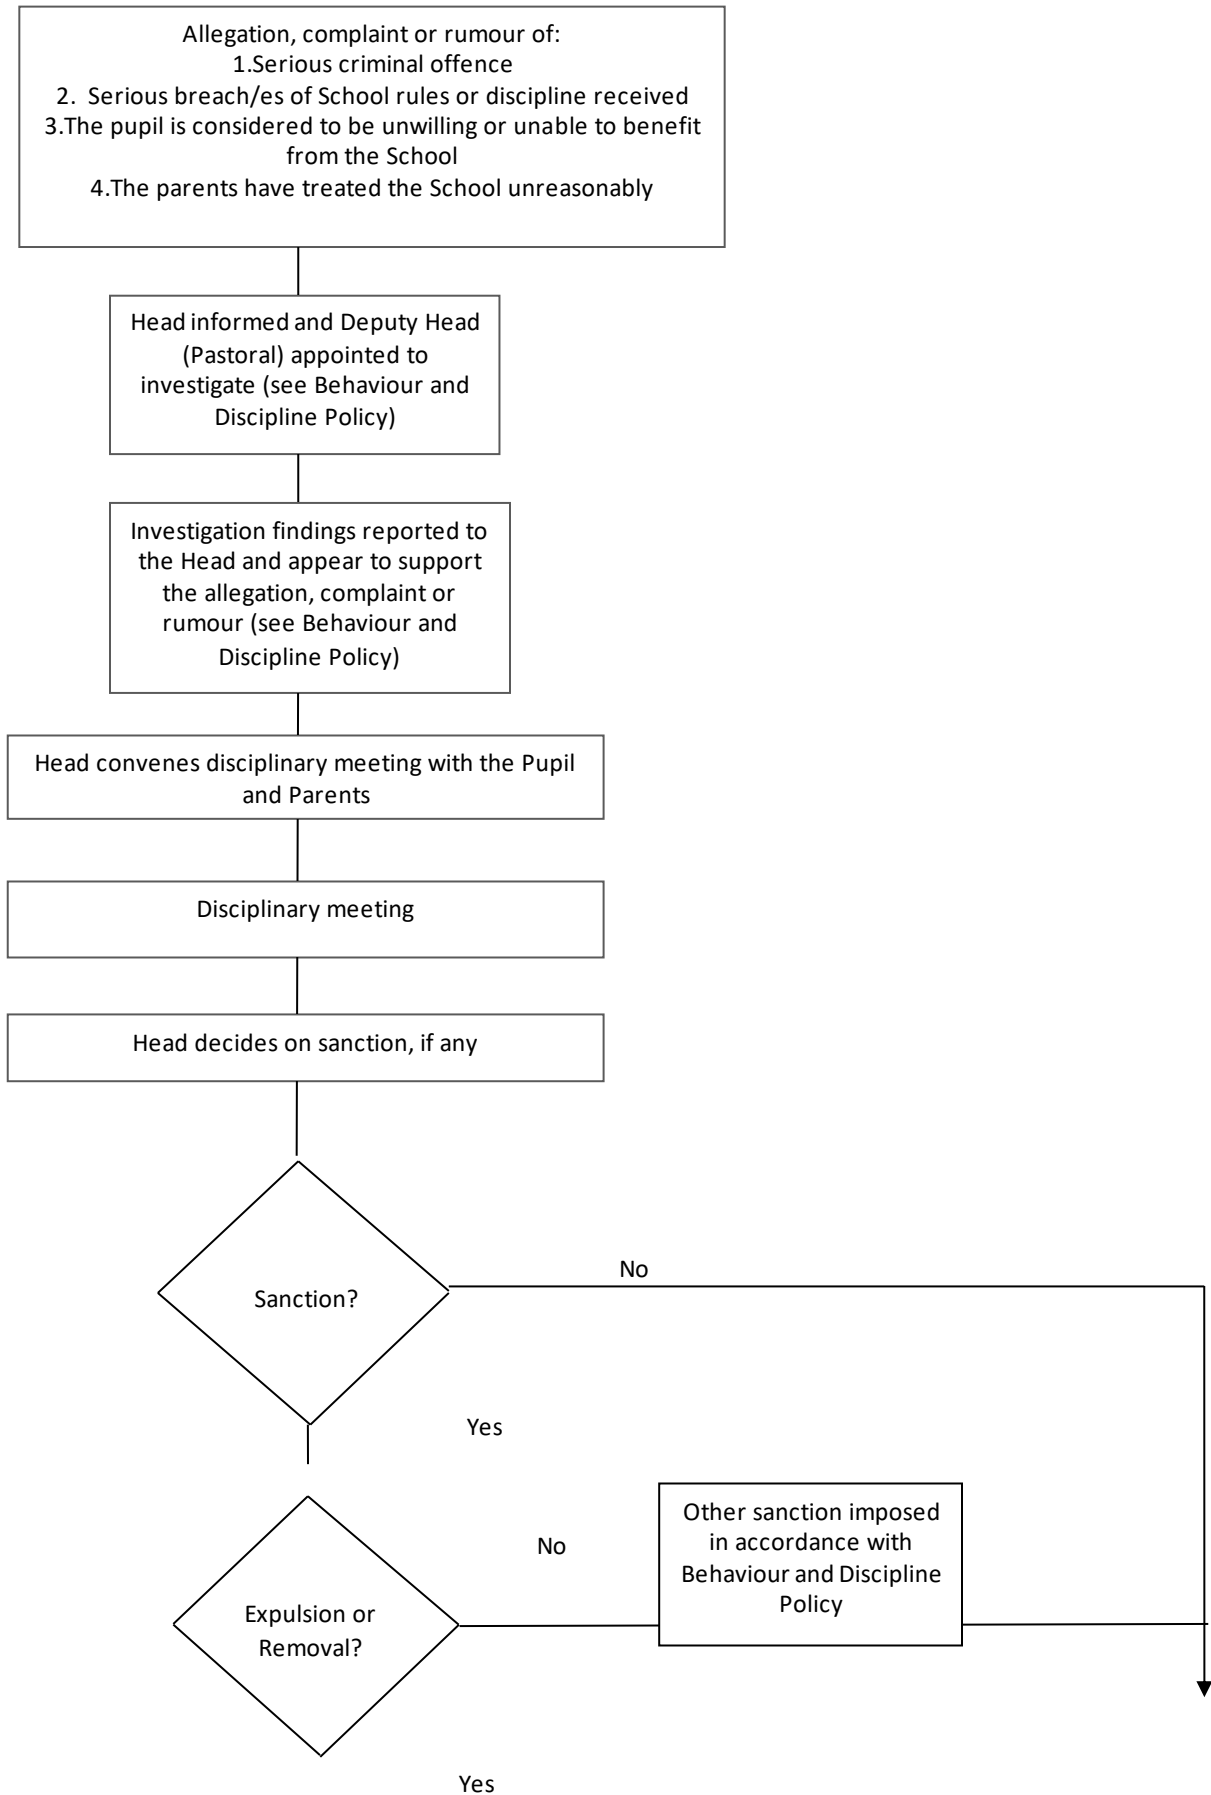 Allegation, complaint or rumour of:
1.Serious criminal offence
2. Serious breach/es of School rules or discipline received
3.The pupil is considered to be unwilling or unable to benefit
from the School
4.The parents have treated the School unreasonably
Head informed and Deputy Head
(Pastoral) appointed to
investigate (see Behaviour and
Discipline Policy)
Investigation findings reported to
the Head and appear to support
the allegation, complaint or
rumour (see Behaviour and
Discipline Policy)
Head convenes disciplinary meeting with the Pupil
and Parents
Disciplinary meeting
Head decides on sanction, if any
No
Sanction?
Yes
Other sanction imposed
in accordance with
Behaviour and Discipline
Policy
No
Expulsion or
Removal?
Yes